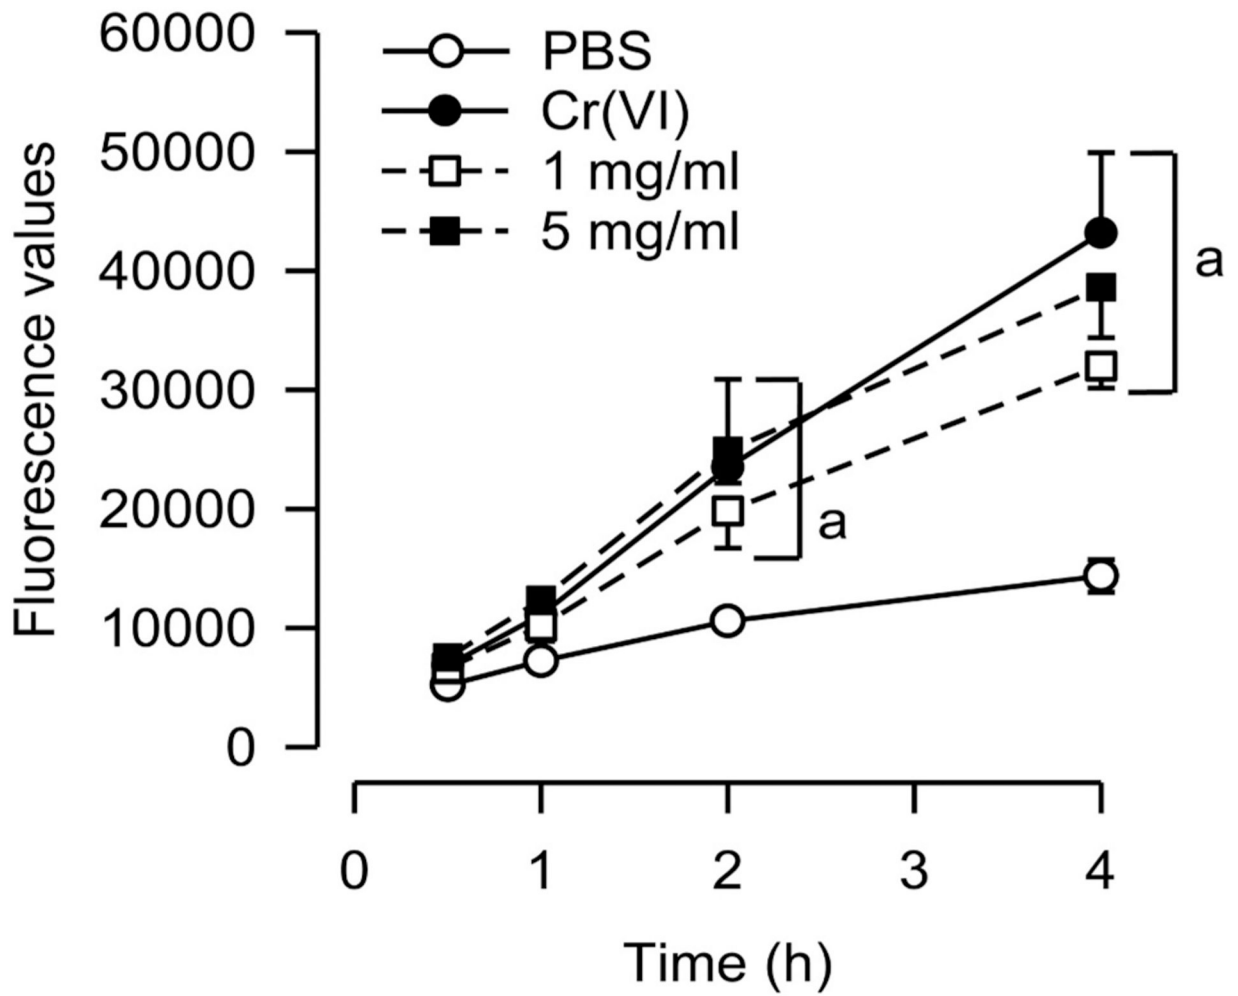 60000
50000
40000
30000
20000
10000
0
Fluorescence values
PBS
Cr(VI)
1 mg/ml
5 mg/ml
a
a
0 1 2 3 4
Time (h)